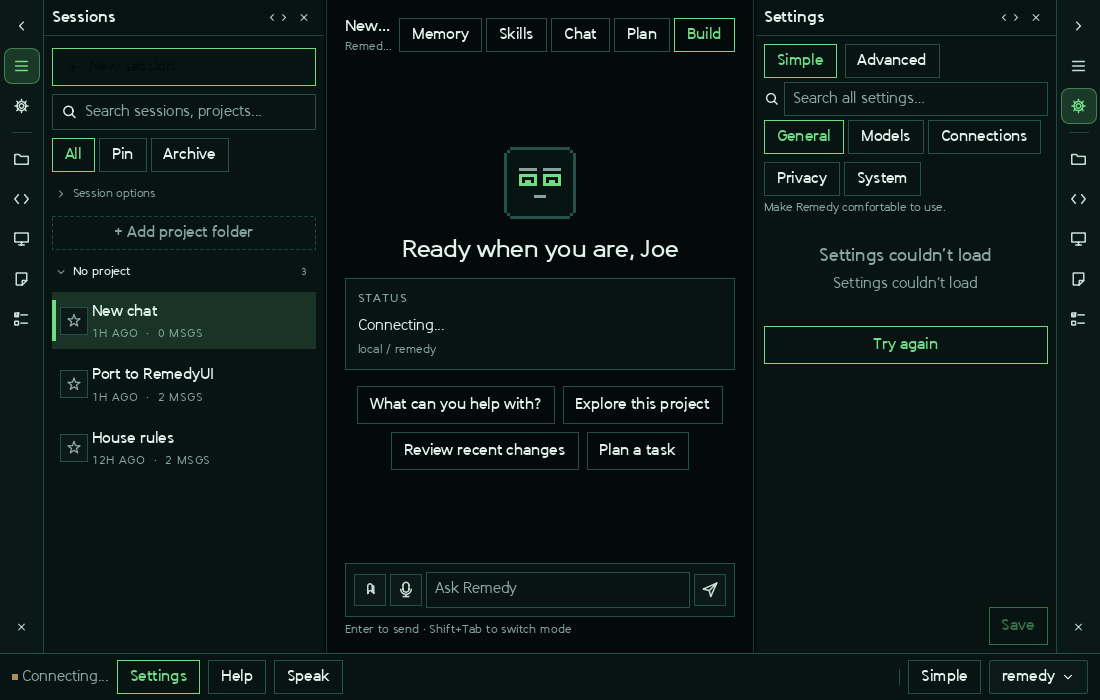 Sessions
+ New session
Search sessions, projects...
All
Pin
Archive
Session options
+ Add project folder
No project
3
New chat
1H AGO · 0 MSGS
Port to RemedyUI
1H AGO · 2 MSGS
House rules
12H AGO · 2 MSGS
New...
Remed...
Memory
Skills
Chat
Plan
Build
Ready when you are, Joe
STATUS
Connecting...
local / remedy
What can you help with?
Explore this project
Review recent changes
Plan a task
Ask Remedy
Enter to send · Shift+Tab to switch mode
Settings
Simple
Advanced
Search all settings...
General
Models
Connections
Privacy
System
Make Remedy comfortable to use.
Settings couldn't load
Settings couldn't load
Try again
Save
Connecting...
Settings
Help
Speak
Simple
remedy